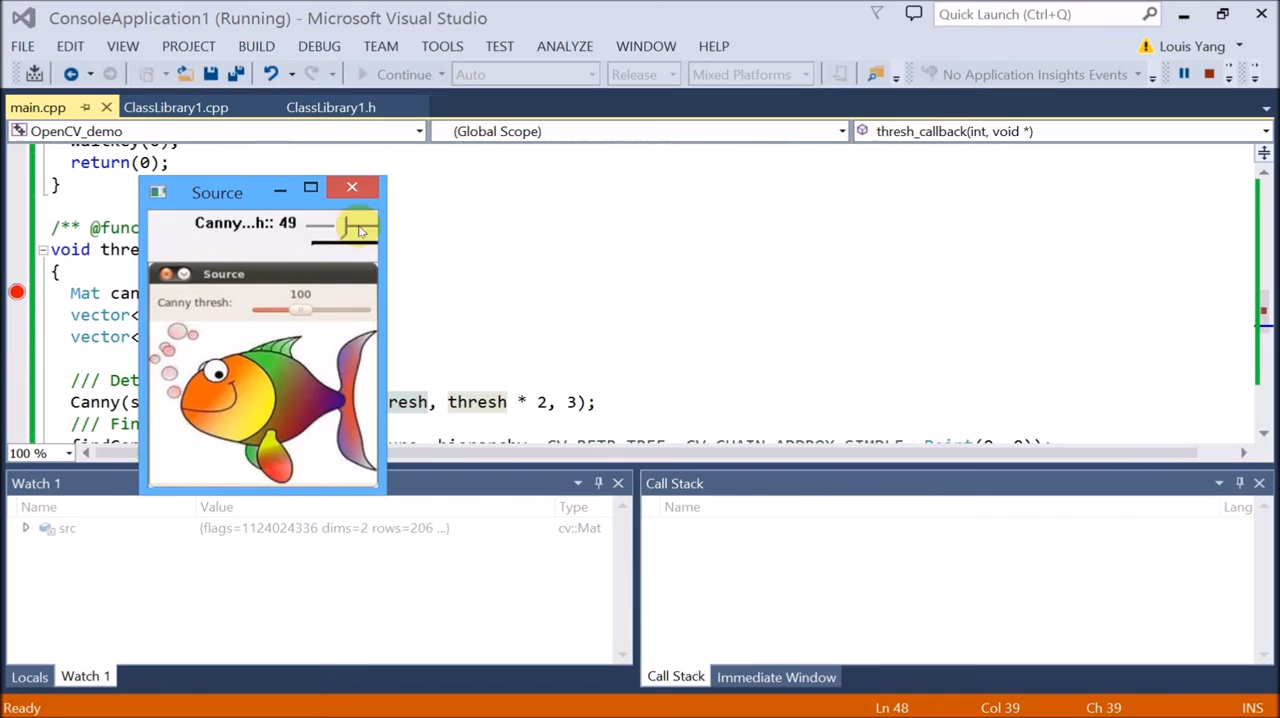 ConsoleApplication1 (Running) - Microsoft Visual Studio
Quick Launch (Ctrl+Q)
FILE EDIT VIEW PROJECT BUILD DEBUG TEAM TOOLS TEST ANALYZE WINDOW HELP
Louis Yang
Continue Auto Release Mixed Platforms No Application Insights Events
main.cpp ClassLibrary1.cpp ClassLibrary1.h
OpenCV_demo (Global Scope) thresh_callback(int, void *)
return(0);
}
Source
/** @fun
Canny...h:: 49
void thre
{
Source
Mat can
Canny thresh: 100
vector<
vector<
/// Det
Canny(s resh, thresh * 2, 3);
/// Fin
100 %
Watch 1 Call Stack
Name Value Type Name Lang
src {flags=1124024336 dims=2 rows=206 ...} cv::Mat
Locals Watch 1 Call Stack Immediate Window
Ready Ln 48 Col 39 Ch 39 INS